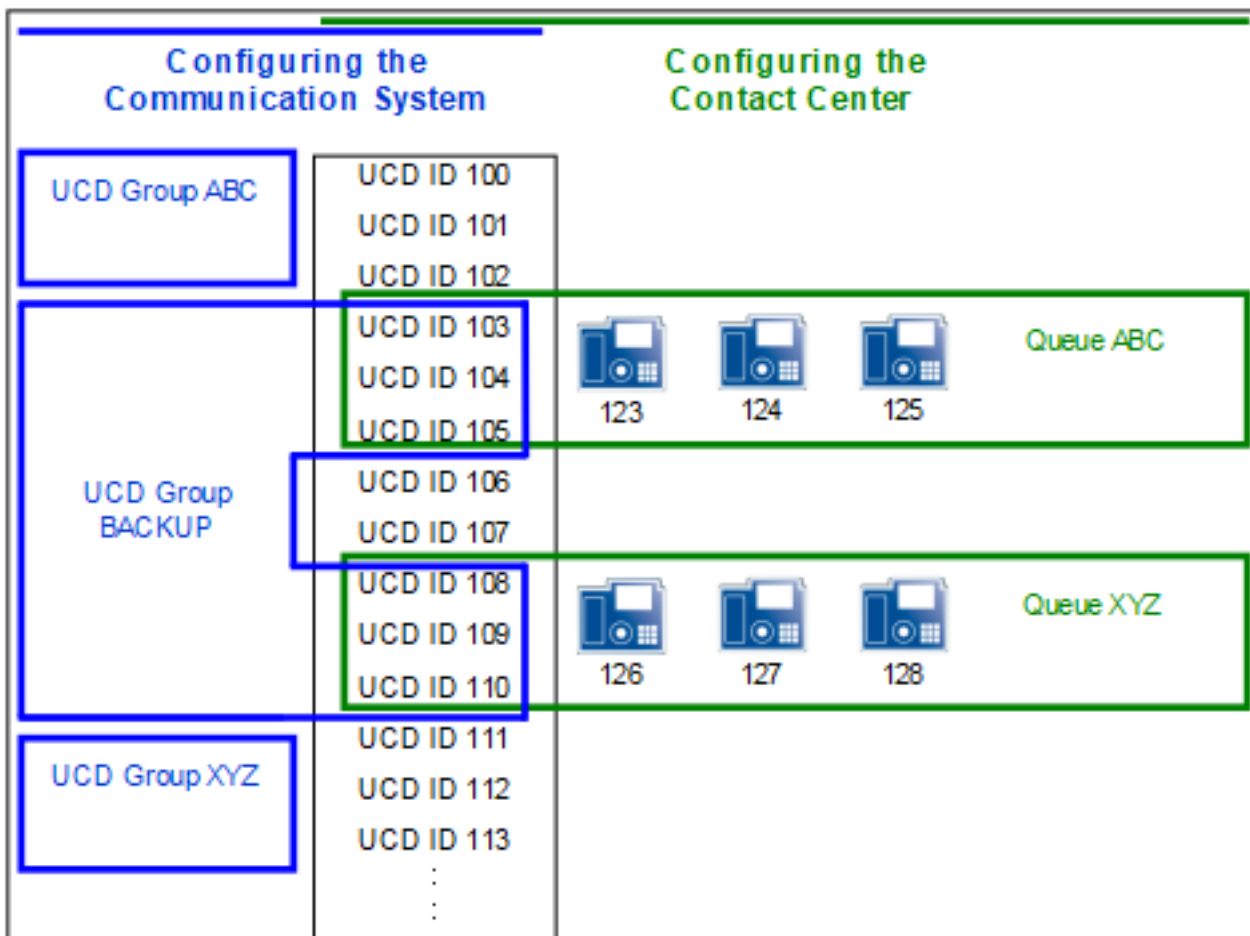 Configuring the
Communication System
Configuring the
Contact Center
UCD Group ABC
UCD ID 100
UCD ID 101
UCD ID 102
UCD ID 103
UCD ID 104
UCD ID 105
123
124
125
Queue ABC
UCD Group
BACKUP
UCD ID 106
UCD ID 107
UCD ID 108
UCD ID 109
UCD ID 110
126
127
128
Queue XYZ
UCD Group XYZ
UCD ID 111
UCD ID 112
UCD ID 113